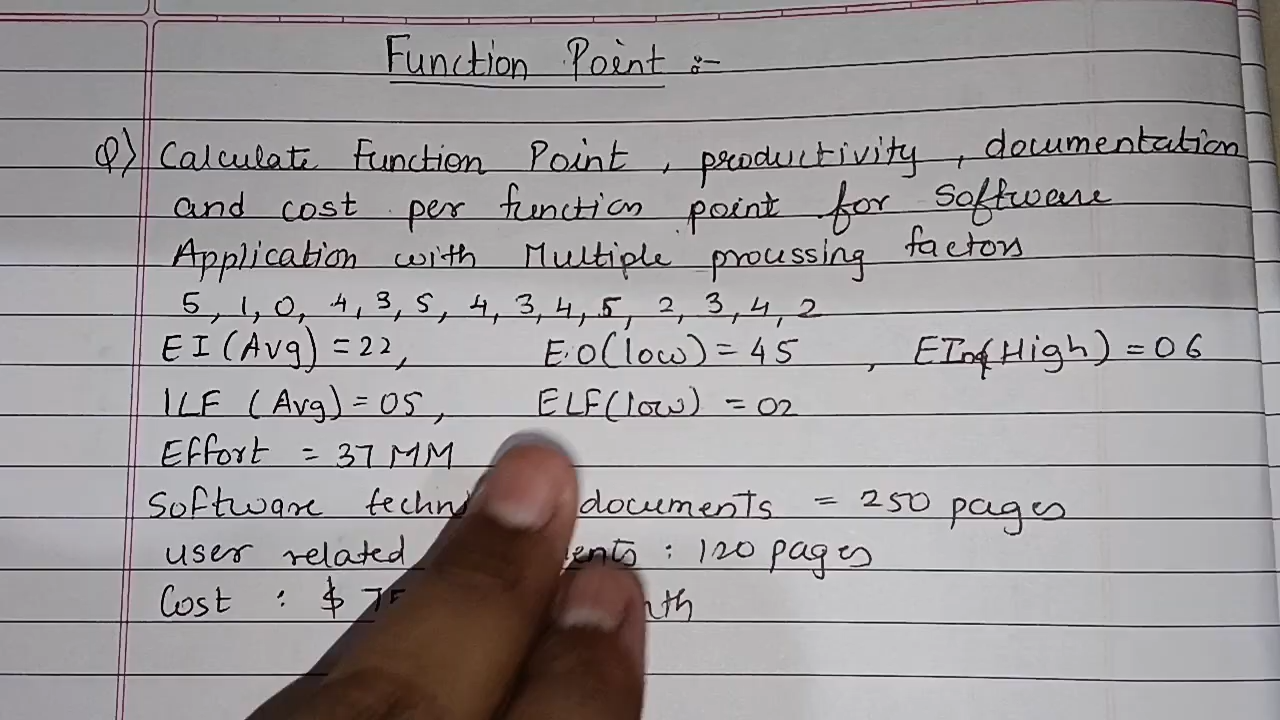 Function Point :-
Q) Calculate Function Point, productivity, documentation
and cost per function point for Software
Application with Multiple processing factors
5, 1, 0, 4, 3, 5, 4, 3, 4, 5, 2, 3, 4, 2
EI (Avg) = 22, E.O (low) = 45, EInq(High) = 06
ILF (Avg) = 05, ELF (low) = 02
Effort = 37 MM
Software documents = 250 pages
user related : 120 pages
Cost : $